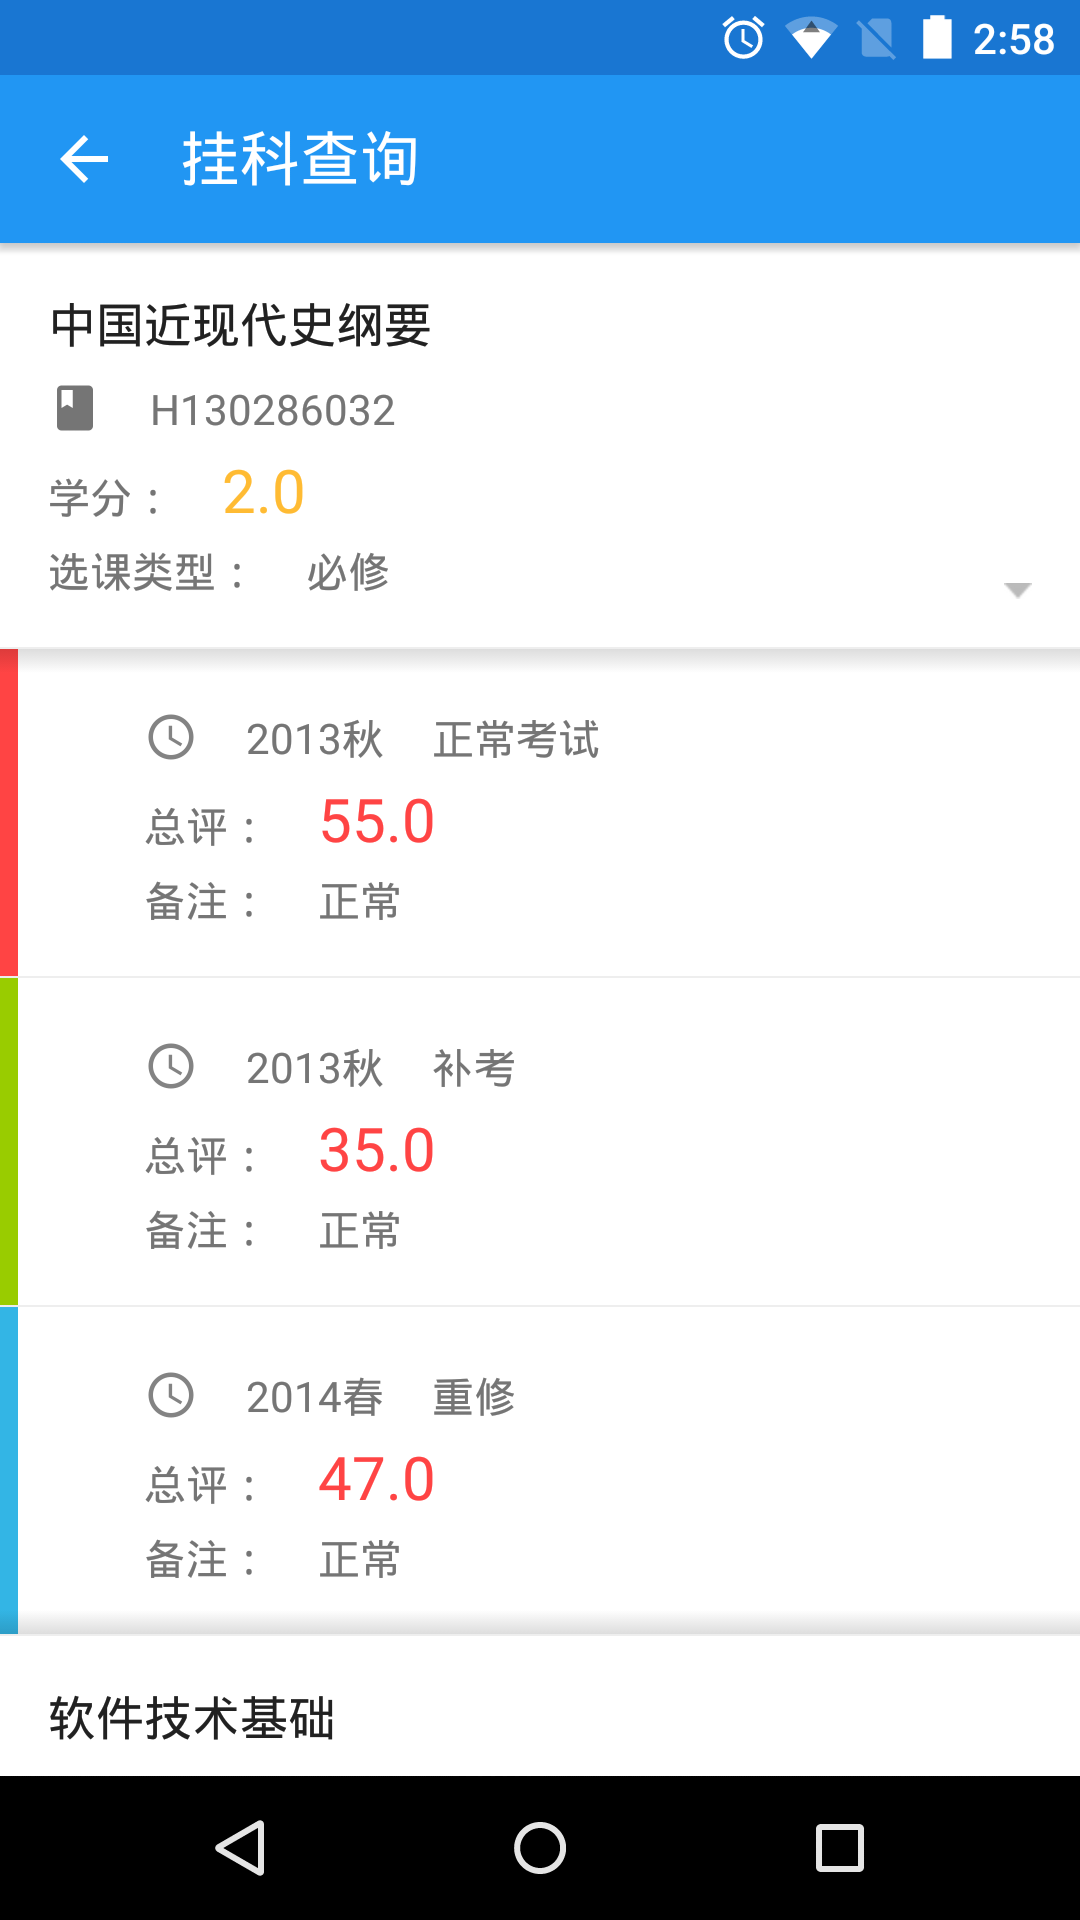 2:58
挂科查询
中国近现代史纲要
H130286032
学分： 2.0
选课类型： 必修
2013秋 正常考试
总评： 55.0
备注： 正常
2013秋 补考
总评： 35.0
备注： 正常
2014春 重修
总评： 47.0
备注： 正常
软件技术基础